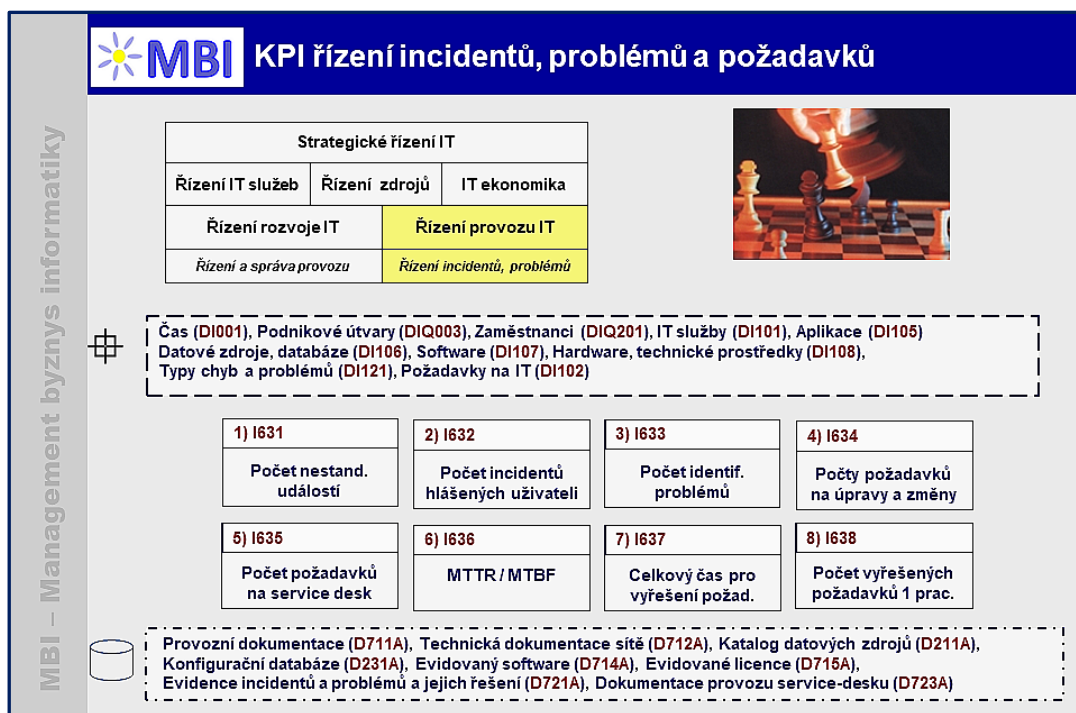 MBI
KPI řízení incidentů, problémů a požadavků
MBI – Management byznys informatiky
Strategické řízení IT
Řízení IT služeb
Řízení zdrojů
IT ekonomika
Řízení rozvoje IT
Řízení provozu IT
Řízení a správa provozu
Řízení incidentů, problémů
Čas (DI001), Podnikové útvary (DIQ003), Zaměstnanci (DIQ201), IT služby (DI101), Aplikace (DI105)
Datové zdroje, databáze (DI106), Software (DI107), Hardware, technické prostředky (DI108),
Typy chyb a problémů (DI121), Požadavky na IT (DI102)
1) I631
Počet nestand.
událostí
2) I632
Počet incidentů
hlášených uživateli
3) I633
Počet identif.
problémů
4) I634
Počty požadavků
na úpravy a změny
5) I635
Počet požadavků
na service desk
6) I636
MTTR / MTBF
7) I637
Celkový čas pro
vyřešení požad.
8) I638
Počet vyřešených
požadavků 1 prac.
Provozní dokumentace (D711A), Technická dokumentace sítě (D712A), Katalog datových zdrojů (D211A),
Konfigurační databáze (D231A), Evidovaný software (D714A), Evidované licence (D715A),
Evidence incidentů a problémů a jejich řešení (D721A), Dokumentace provozu service-desku (D723A)